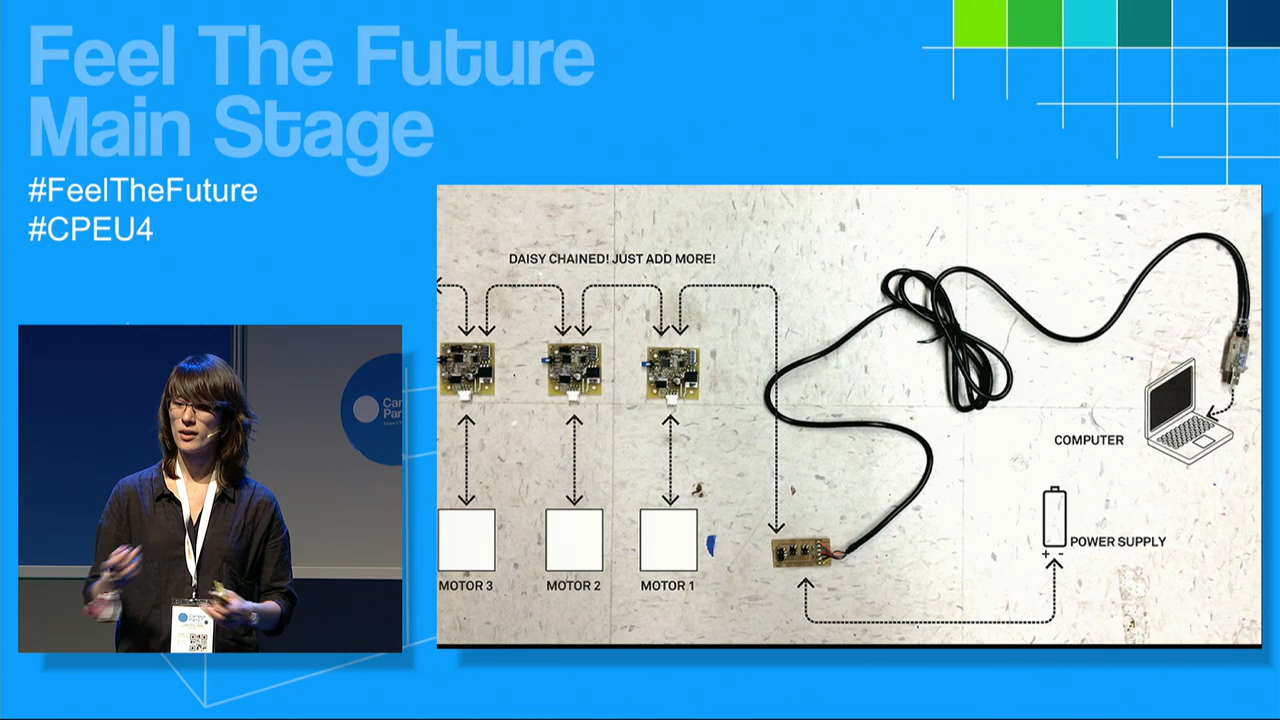 Feel The Future
Main Stage
#FeelTheFuture
#CPEU4
DAISY CHAINED! JUST ADD MORE!
COMPUTER
POWER SUPPLY
+ -
MOTOR 3
MOTOR 2
MOTOR 1